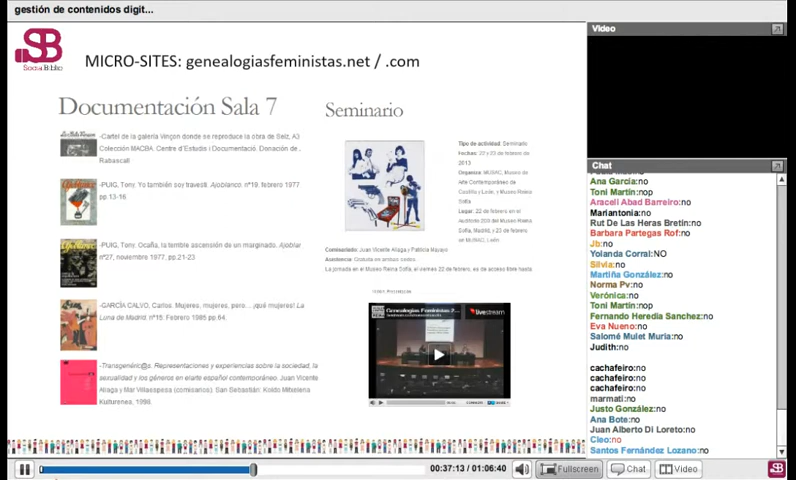 gestión de contenidos digit...
SB
Social Biblio
MICRO-SITES: genealogiasfeministas.net / .com
Documentación Sala 7
-Cartel de la galería Vinçon donde se reproduce la obra de Selz, A3
Colección MACBA. Centre d'Estudis i Documentació. Donación de
Rabascall
-PUIG, Tony. Yo también soy travesti. Ajoblanco. nº19. febrero 1977
pp.13-16
-PUIG, Tony. Ocaña, la temible ascensión de un marginado. Ajoblar
nº27, noviembre 1977, pp.21-23
-GARCÍA CALVO, Carlos. Mujeres, mujeres, pero... ¡qué mujeres! La
Luna de Madrid. nº15. Febrero 1985 pp.64.
-Transgenéric@s. Representaciones y experiencias sobre la sociedad, la
sexualidad y los géneros en el arte español contemporáneo. Juan Vicente
Aliaga y Mar Villaespesa (comisarios). San Sebastián: Koldo Mitxelena
Kulturenea, 1998.
Seminario
Tipo de actividad: Seminario
Fechas: 22 y 23 de febrero de
2013
Organiza: MUSAC, Museo de
Arte Contemporáneo de
Castilla y León, y Museo Reina
Sofía
Lugar: 22 de febrero en el
auditorio 200 del Museo Reina
Sofía, Madrid, y 23 de febrero
en MUSAC, León
Comisariado: Juan Vicente Aliaga y Patricia Mayayo
Asistencia: Gratuita en ambas sedes.
La jornada en el Museo Reina Sofía, el viernes 22 de febrero, es de acceso libre hasta
Genealogías Feministas 2...
livestream
Video
Chat
Ana García:no
Toni Martin:nop
Araceli Abad Barreiro:no
Mariantonia:no
Rut De Las Heras Bretin:no
Barbara Partegas Rof:no
Jb:no
Yolanda Corral:NO
Silvia:no
Martiña González:no
Norma Pv:no
Verónica:no
Toni Martin:nop
Fernando Heredia Sanchez:no
Eva Nueno:no
Salomé Mulet Muria:no
Judith:no
cachafeiro:no
cachafeiro:no
cachafeiro:no
marmati:no
Justo González:no
Ana Bote:no
Juan Alberto Di Loreto:no
Cleo:no
Santos Fernández Lozano:no
00:37:13 / 01:06:40
Fullscreen
Chat
Video
SB